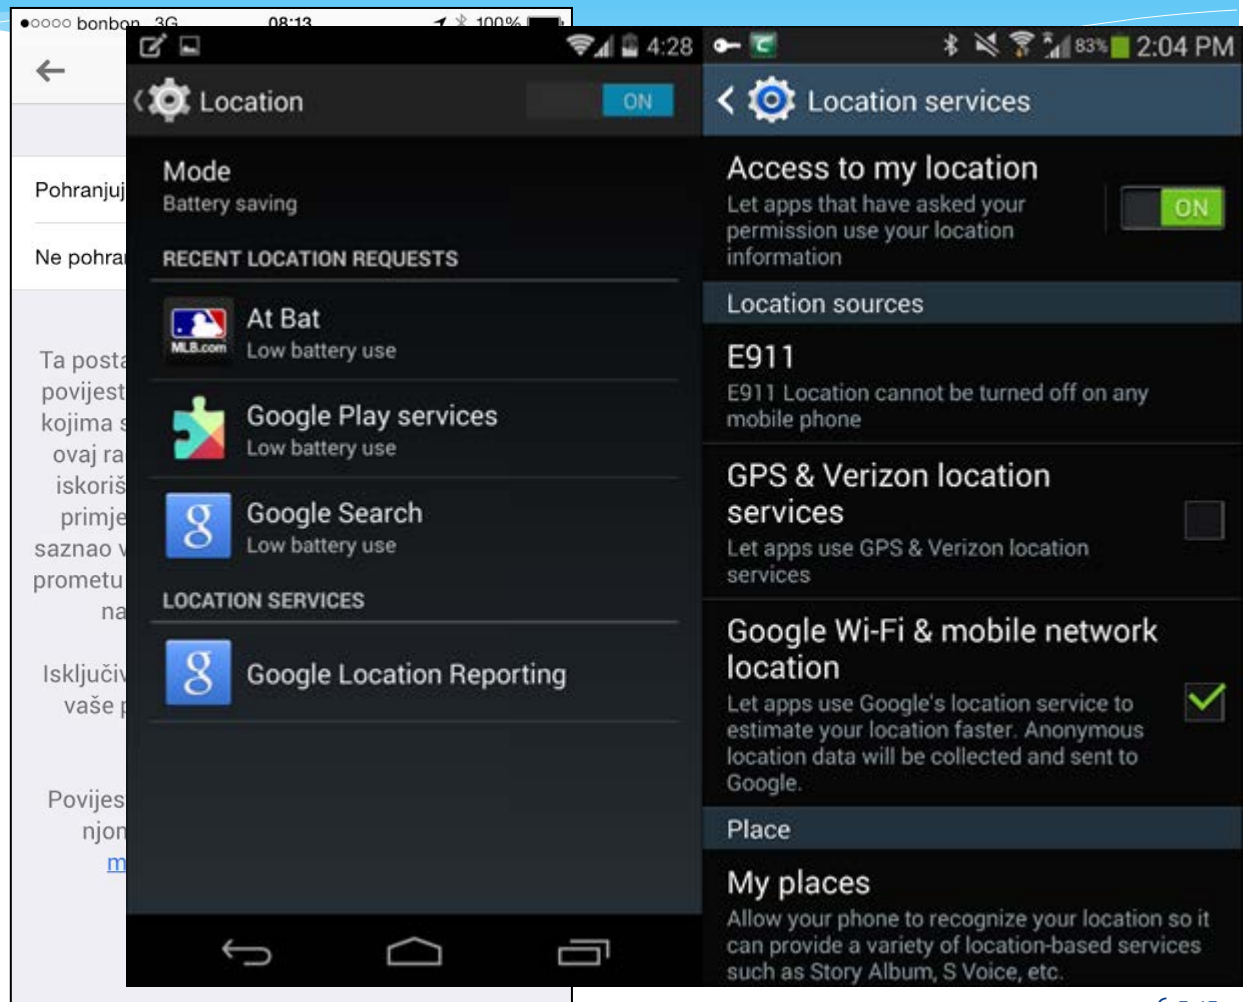 bonbon 3G 08:13 100%
Pohranjuj
Ne pohra
Ta posta
povijest
kojima s
ovaj ra
iskoriš
primje
saznao v
prometu
na
Isključiv
vaše p
Povijes
njom
m
4:28
Location ON
Mode
Battery saving
RECENT LOCATION REQUESTS
MLB.com
At Bat
Low battery use
Google Play services
Low battery use
g
Google Search
Low battery use
LOCATION SERVICES
g
Google Location Reporting
83% 2:04 PM
Location services
Access to my location
Let apps that have asked your
permission use your location
information
ON
Location sources
E911
E911 Location cannot be turned off on any
mobile phone
GPS & Verizon location
services
Let apps use GPS & Verizon location
services
Google Wi-Fi & mobile network
location
Let apps use Google's location service to
estimate your location faster. Anonymous
location data will be collected and sent to
Google.
Place
My places
Allow your phone to recognize your location so it
can provide a variety of location-based services
such as Story Album, S Voice, etc.